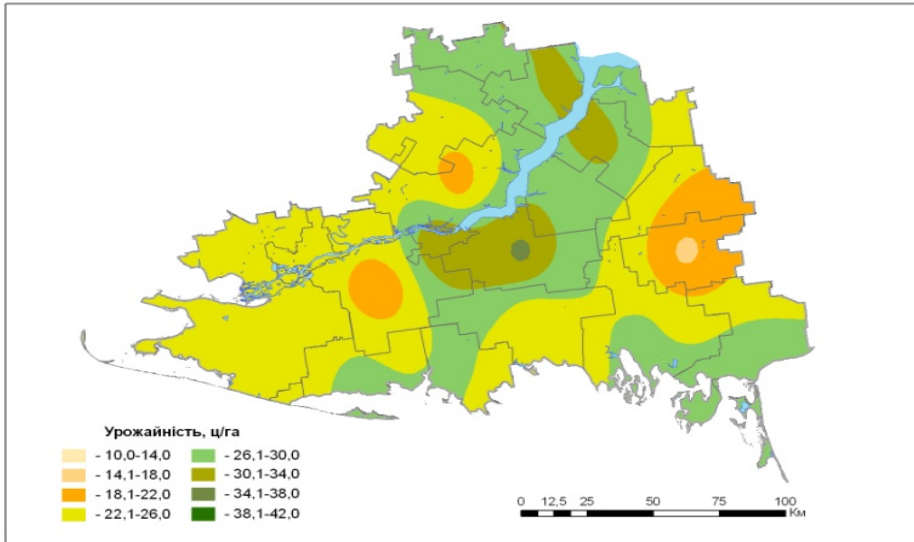 Урожайність, ц/га
- 10,0-14,0
- 14,1-18,0
- 18,1-22,0
- 22,1-26,0
- 26,1-30,0
- 30,1-34,0
- 34,1-38,0
- 38,1-42,0
0 12,5 25 50 75 100
Км